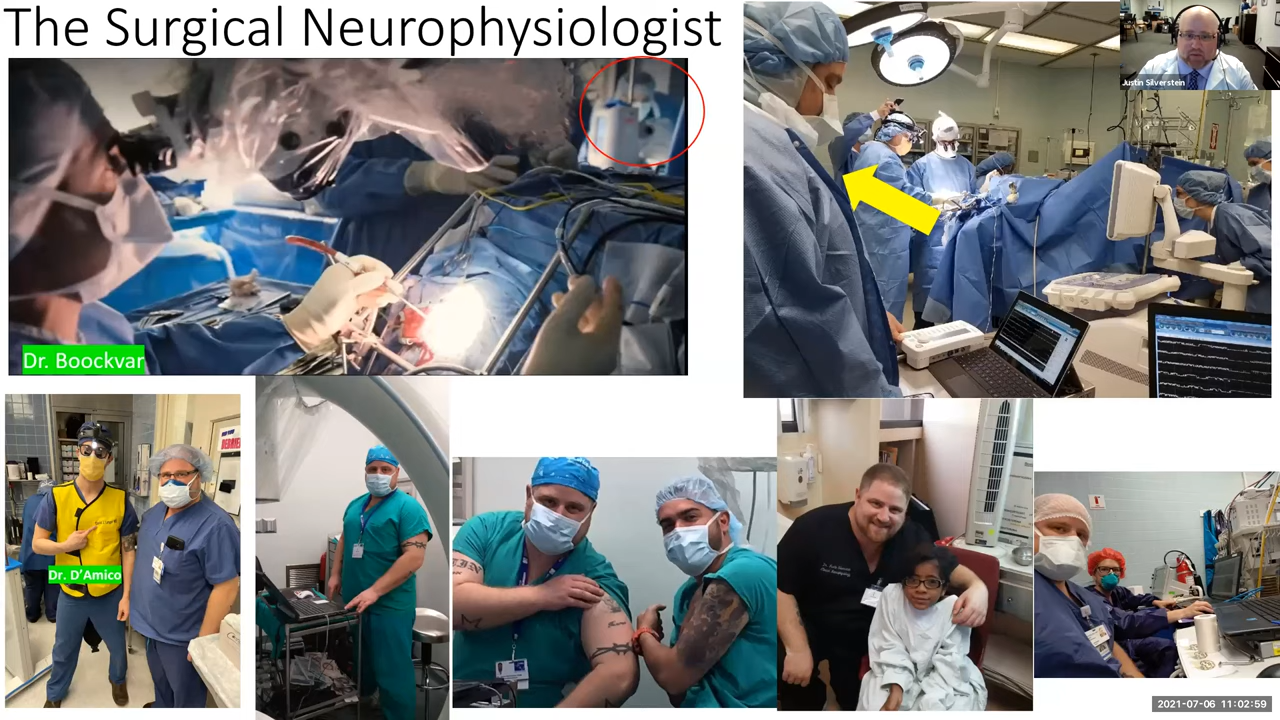 The Surgical Neurophysiologist
Justin Silverstein
Dr. Boockvar
Dr. D'Amico
2021-07-06 11:02:59